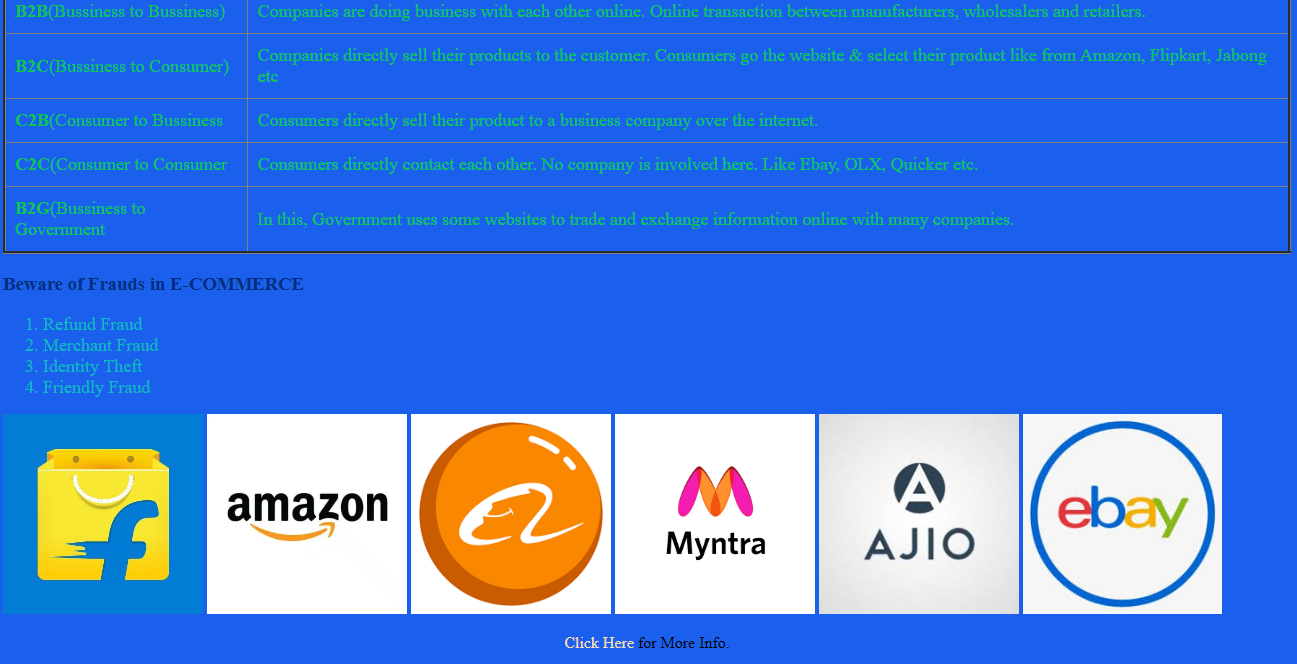 B2B(Bussiness to Bussiness)
Companies are doing business with each other online. Online transaction between manufacturers, wholesalers and retailers.
B2C(Bussiness to Consumer)
Companies directly sell their products to the customer. Consumers go the website & select their product like from Amazon, Flipkart, Jabong
etc
C2B(Consumer to Bussiness
Consumers directly sell their product to a business company over the internet.
C2C(Consumer to Consumer
Consumers directly contact each other. No company is involved here. Like Ebay, OLX, Quicker etc.
B2G(Bussiness to
Government
In this, Government uses some websites to trade and exchange information online with many companies.
Beware of Frauds in E-COMMERCE
1. Refund Fraud
2. Merchant Fraud
3. Identity Theft
4. Friendly Fraud
f
amazon
Myntra
A
AJIO
ebay
Click Here for More Info.